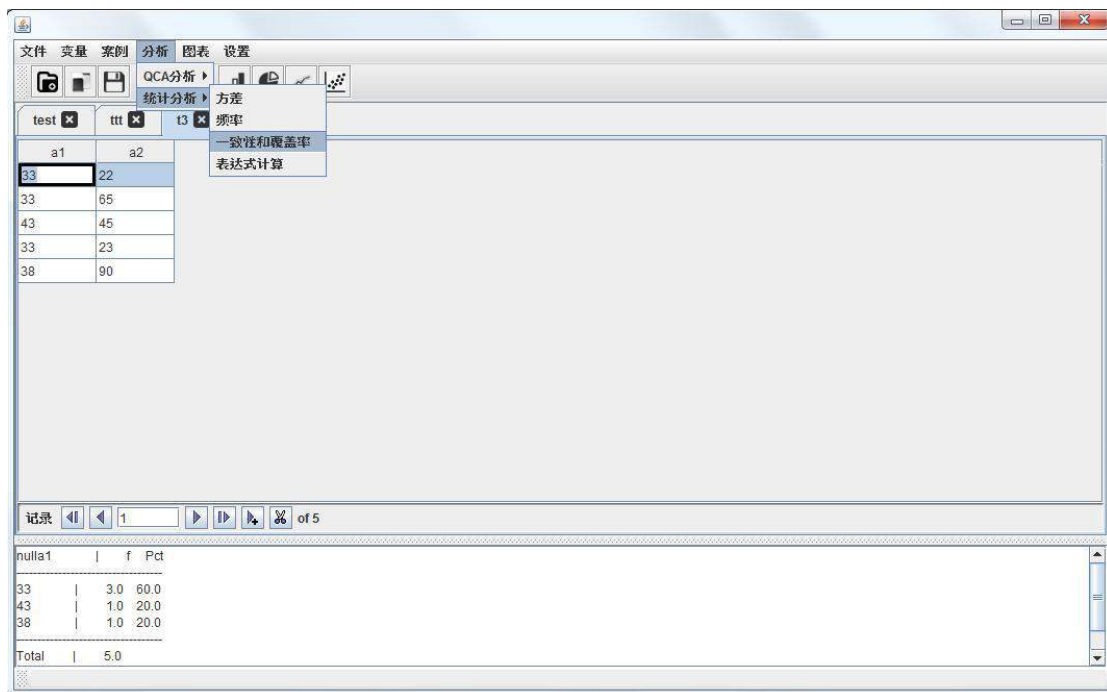 文件 变量 案例 分析 图表 设置
QCA分析
统计分析
方差
频率
一致性和覆盖率
表达式计算
test ttt t3
a1 a2
33 22
33 65
43 45
33 23
38 90
记录 1 of 5
nulla1 | f Pct
33 | 3.0 60.0
43 | 1.0 20.0
38 | 1.0 20.0
Total | 5.0